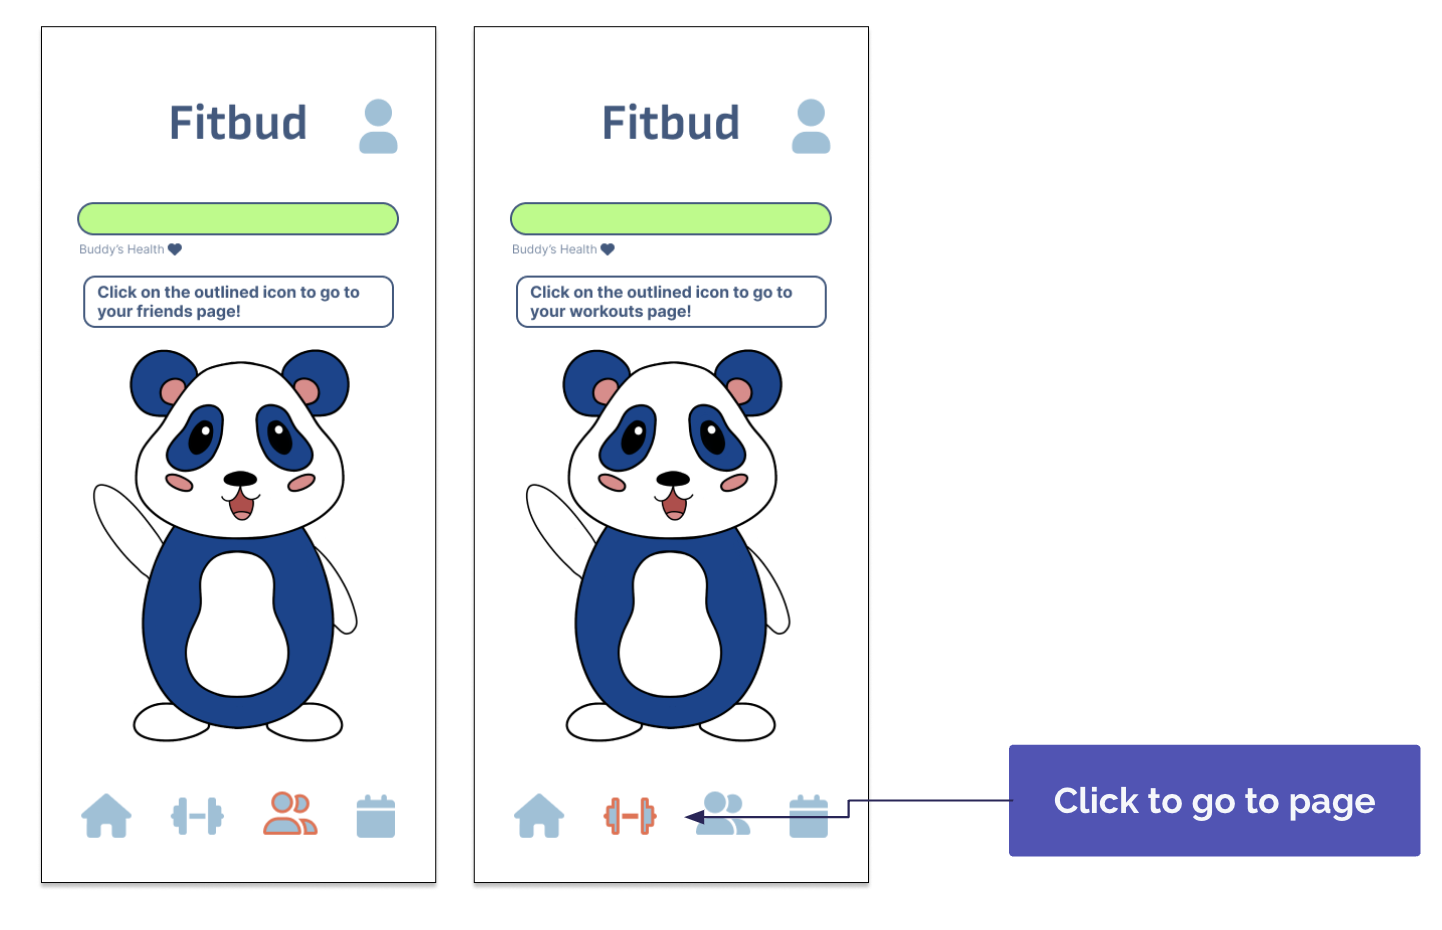 Fitbud
Buddy's Health
Click on the outlined icon to go to
your friends page!
Fitbud
Buddy's Health
Click on the outlined icon to go to
your workouts page!
Click to go to page